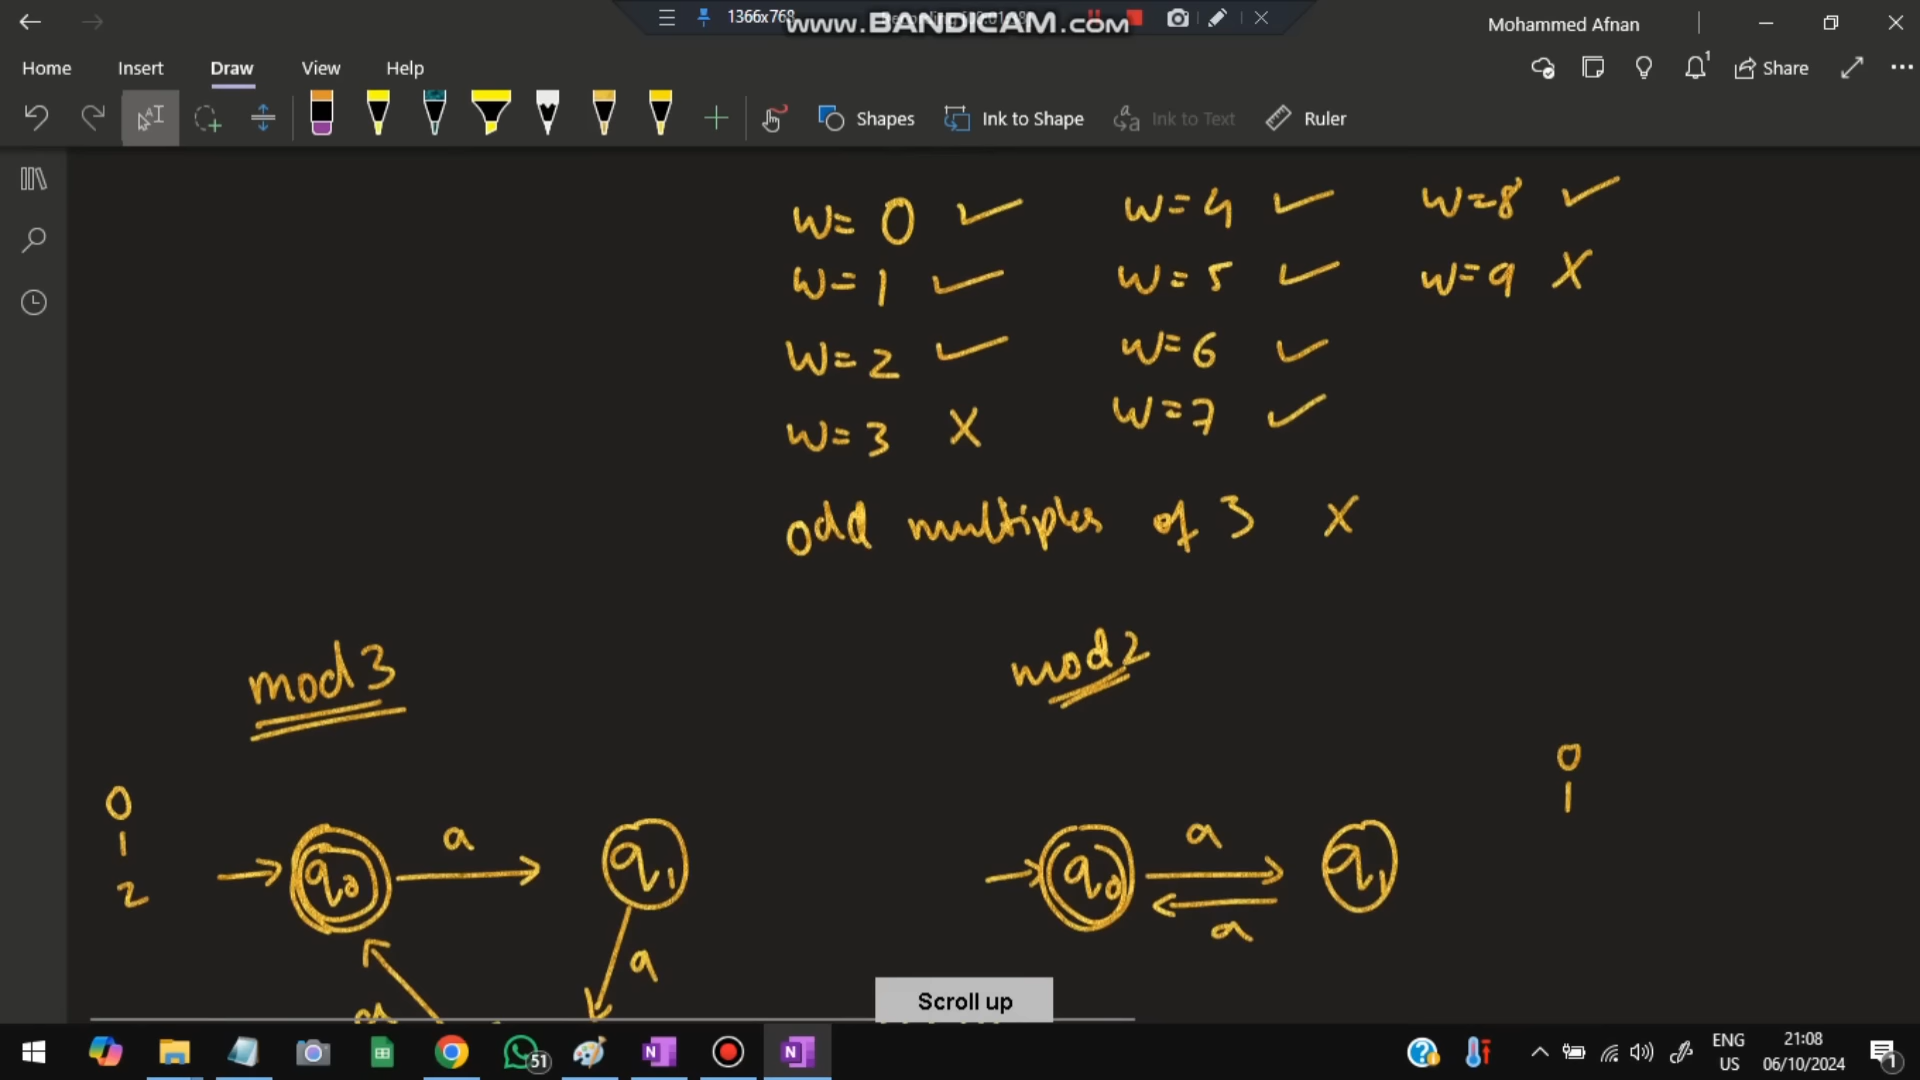 1366x768
www.BANDICAM.com
Mohammed Afnan
Home Insert Draw View Help
Share
Shapes Ink to Shape Ink to Text Ruler
w= 0 ✓ w= 4 ✓ w=8 ✓
w= 1 ✓ w= 5 ✓ w=9 X
w= 2 ✓ w= 6 ✓
w= 3 X w= 7 ✓
odd multiples of 3 X
mod 3
mod 2
0
1
2
q0 a q1
a
a
0
1
q0 a q1
a
Scroll up
51
ENG
US
21:08
06/10/2024
1